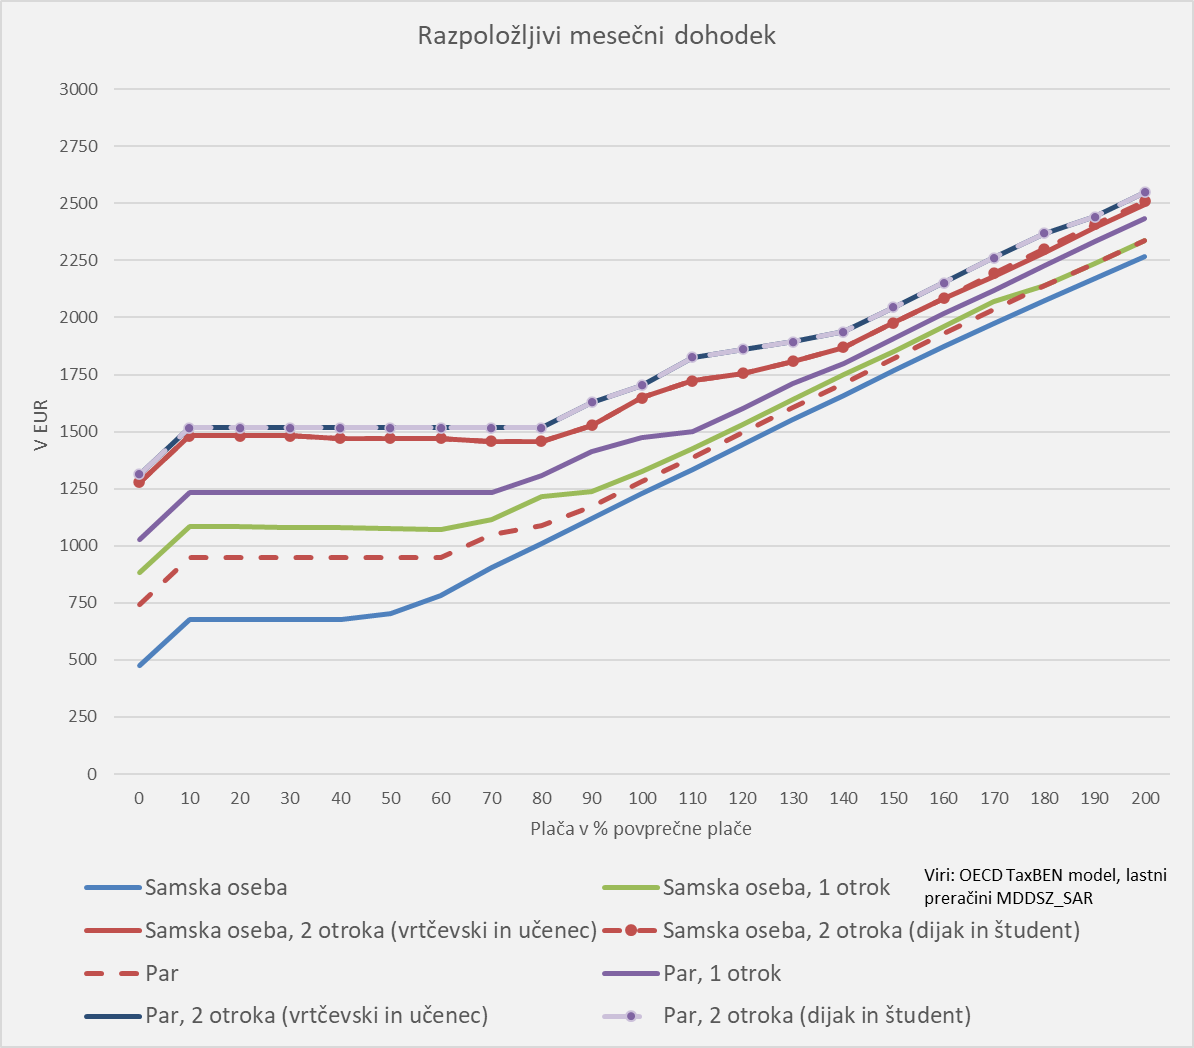 Razpoložljivi mesečni dohodek
3000
2750
2500
2250
2000
1750
1500
1250
1000
750
500
250
0
V EUR
0 10 20 30 40 50 60 70 80 90 100 110 120 130 140 150 160 170 180 190 200
Plača v % povprečne plače
Viri: OECD TaxBEN model, lastni
preračini MDDSZ_SAR
Samska oseba
Samska oseba, 1 otrok
Samska oseba, 2 otroka (vrtčevski in učenec)
Samska oseba, 2 otroka (dijak in študent)
Par
Par, 1 otrok
Par, 2 otroka (vrtčevski in učenec)
Par, 2 otroka (dijak in študent)